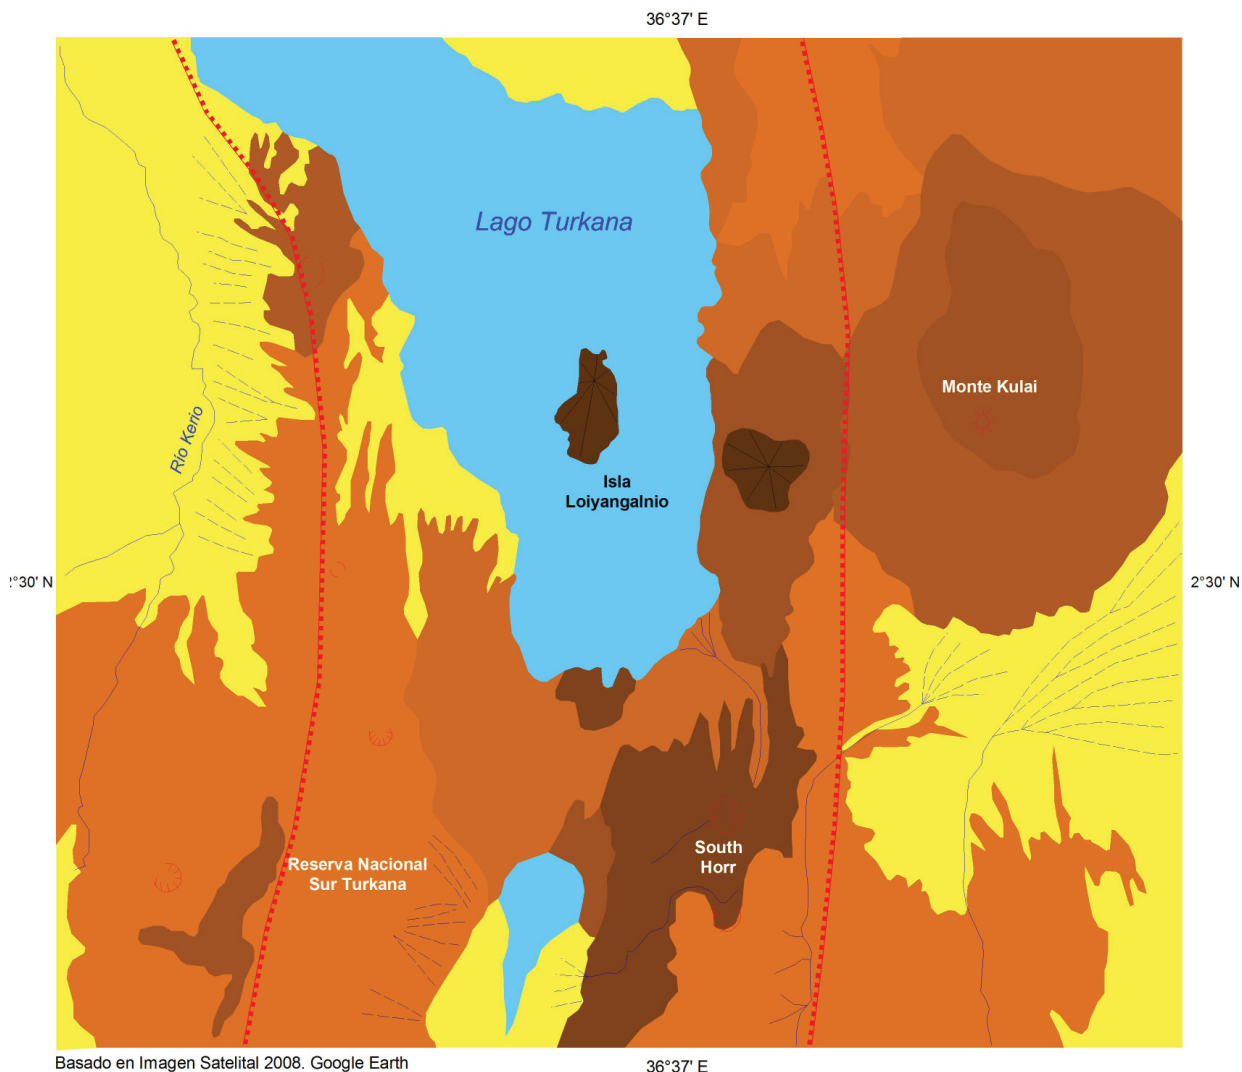 36°37' E
Lago Turkana
Monte Kulai
Río Kerio
Isla
Loiyangalnio
2°30' N
2°30' N
South
Horr
Reserva Nacional
Sur Turkana
Basado en Imagen Satelital 2008. Google Earth
36°37' E